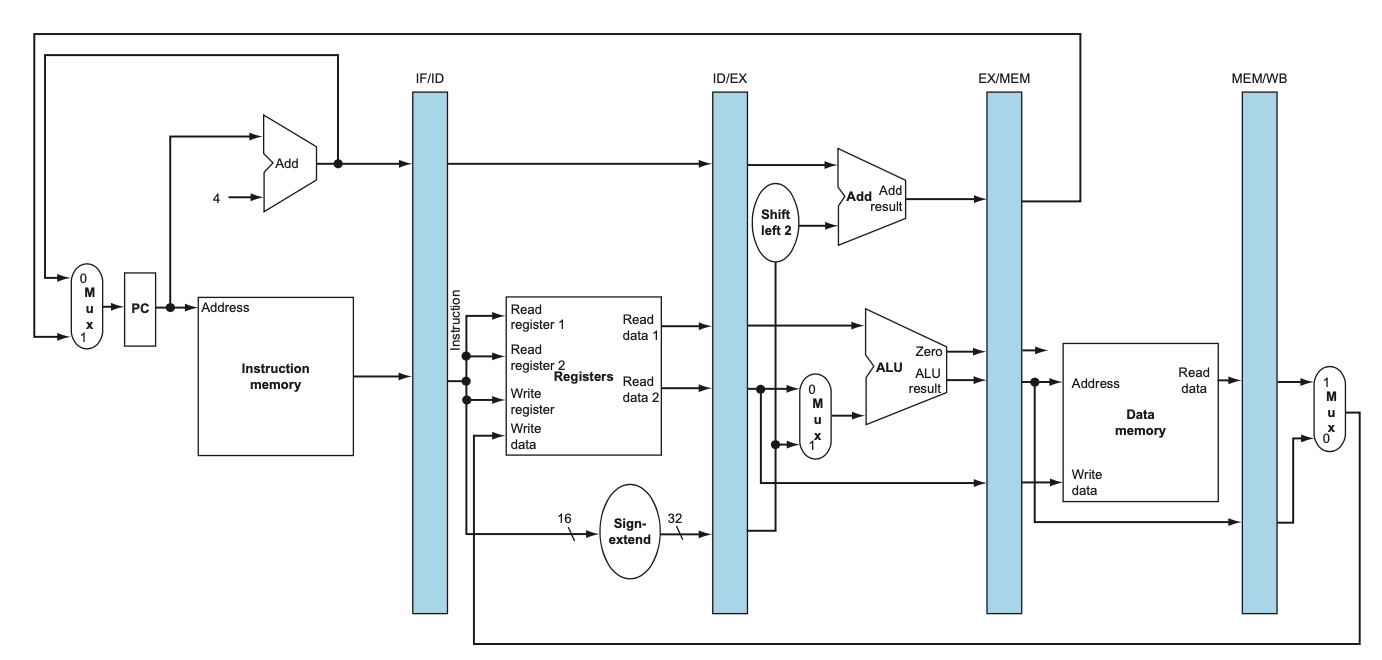 IF/ID
ID/EX
EX/MEM
MEM/WB
Add
4
0
M
u
x
1
PC
Address
Instruction
memory
Instruction
Read
register 1
Read
register 2
Registers
Write
register
Write
data
Read
data 1
Read
data 2
16
Sign-
extend
32
Shift
left 2
Add
Add
result
0
M
u
x
1
ALU
Zero
ALU
result
Address
Read
data
Data
memory
Write
data
1
M
u
x
0